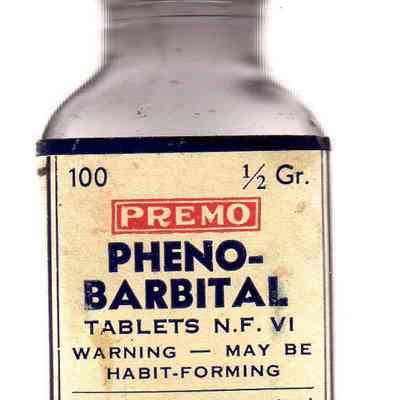 100 ½ Gr.
PREMO
PHENO-
BARBITAL
TABLETS N.F. VI
WARNING — MAY BE
HABIT-FORMING